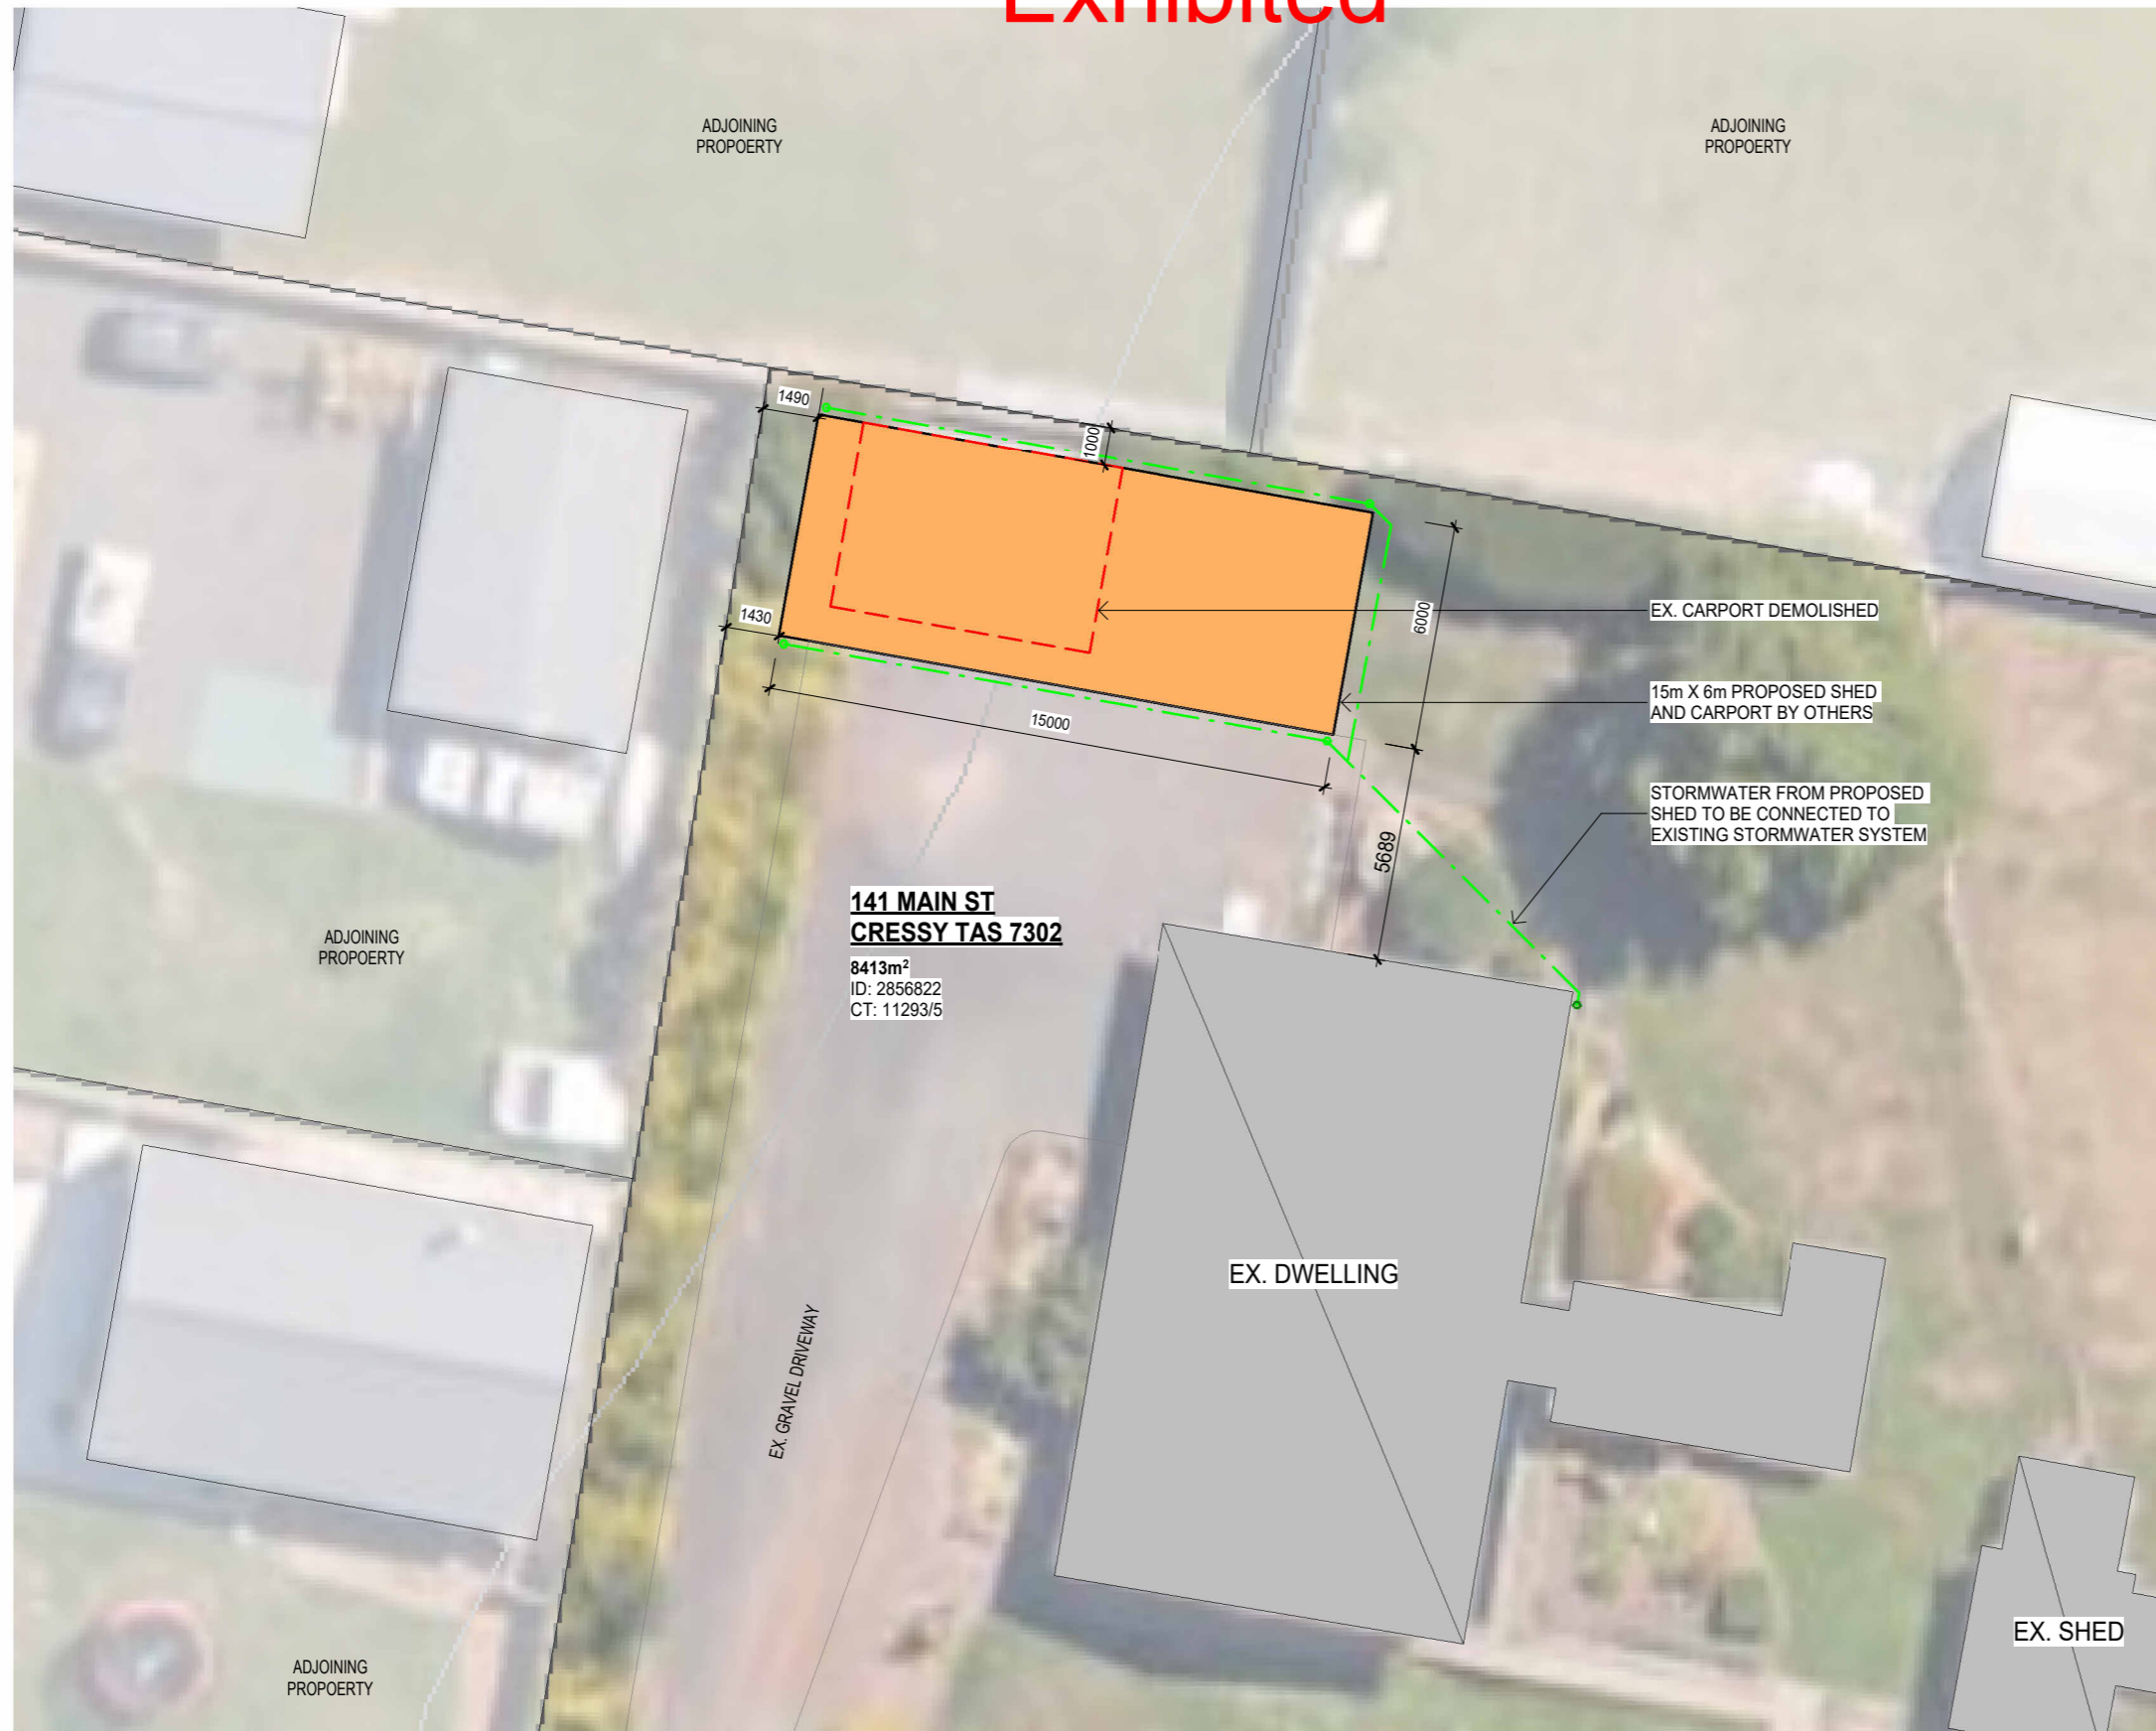 Exhibited
ADJOINING
PROPOERTY
ADJOINING
PROPOERTY
1490
1000
1430
6000
EX. CARPORT DEMOLISHED
15m X 6m PROPOSED SHED
AND CARPORT BY OTHERS
15000
STORMWATER FROM PROPOSED
SHED TO BE CONNECTED TO
EXISTING STORMWATER SYSTEM
5689
141 MAIN ST
CRESSY TAS 7302
8413m²
ID: 2856822
CT: 11293/5
ADJOINING
PROPOERTY
EX. DWELLING
EX. GRAVEL DRIVEWAY
EX. SHED
ADJOINING
PROPOERTY